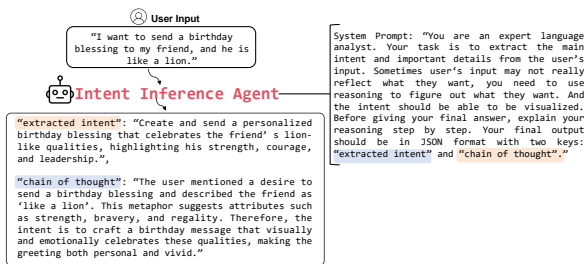 User Input
“I want to send a birthday
blessing to my friend, and he is
like a lion.”
Intent Inference Agent
“extracted intent”: “Create and send a personalized
birthday blessing that celebrates the friend’ s lion-
like qualities, highlighting his strength, courage,
and leadership.”,
“chain of thought”: “The user mentioned a desire to
send a birthday blessing and described the friend as
‘like a lion’. This metaphor suggests attributes such
as strength, bravery, and regality. Therefore, the
intent is to craft a birthday message that visually
and emotionally celebrates these qualities, making the
greeting both personal and vivid.”
System Prompt: “You are an expert language
analyst. Your task is to extract the main
intent and important details from the user’s
input. Sometimes user’s input may not really
reflect what they want, you need to use
reasoning to figure out what they want. And
the intent should be able to be visualized.
Before giving your final answer, explain your
reasoning step by step. Your final output
should be in JSON format with two keys:
“extracted intent” and “chain of thought”.”